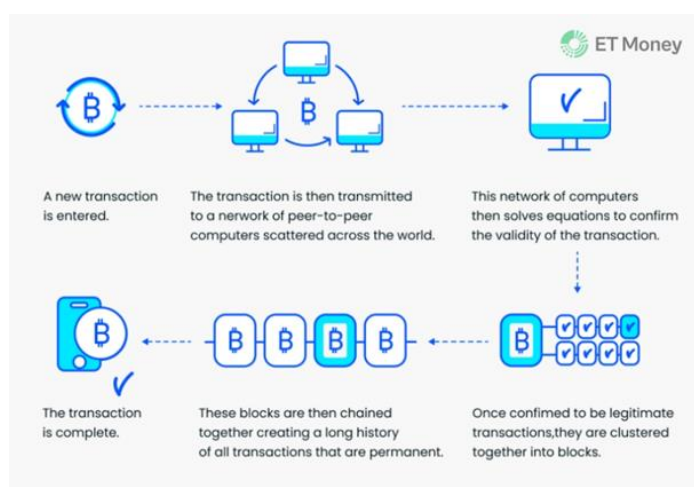 ET Money
A new transaction
is entered.
The transaction is then transmitted
to a nerwork of peer-to-peer
computers scattered across the world.
This network of computers
then solves equations to confirm
the validity of the transaction.
The transaction
is complete.
These blocks are then chained
together creating a long history
of all transactions that are permanent.
Once confimed to be legitimate
transactions,they are clustered
together into blocks.